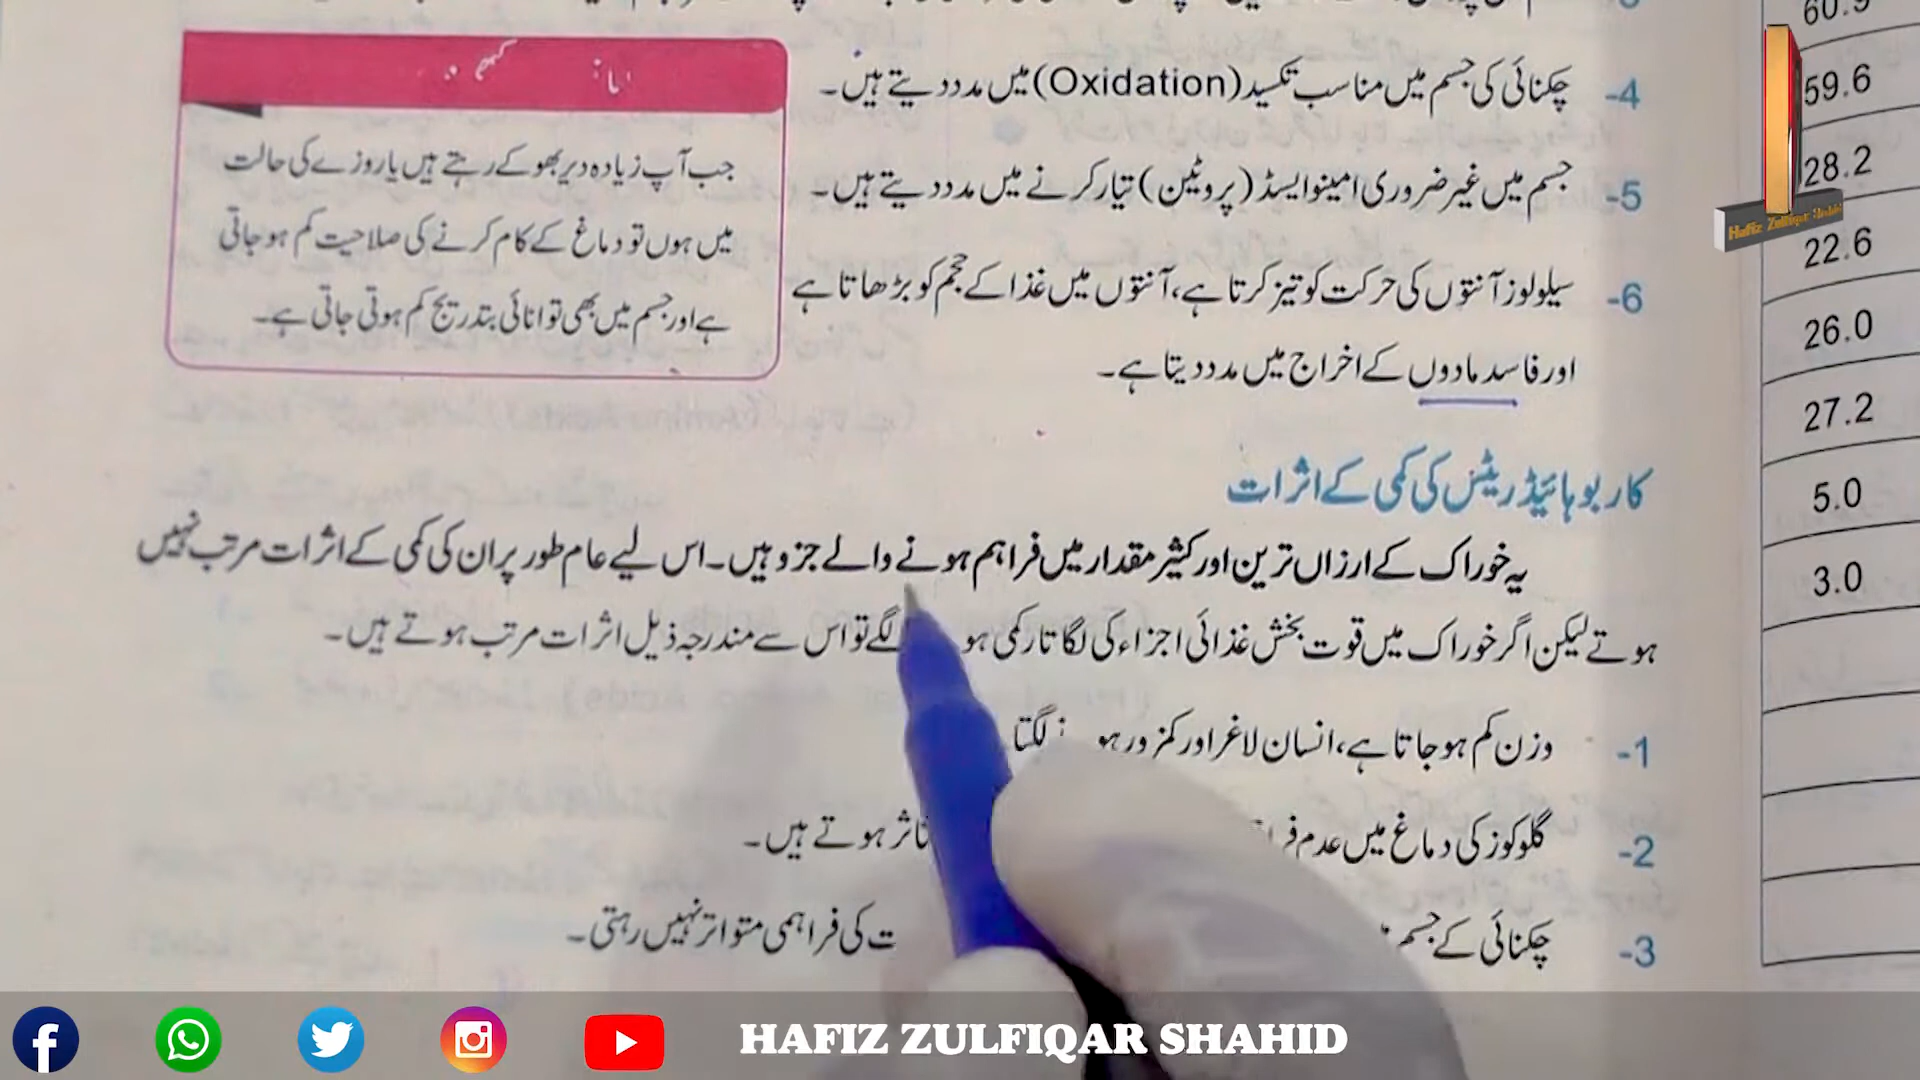 4- چکنائی کی جسم میں مناسب تکسید (Oxidation) میں مدد دیتے ہیں۔
5- جسم میں غیر ضروری امینو ایسڈ (پروٹین) تیار کرنے میں مدد دیتے ہیں۔
6- سیلولوز آنتوں کی حرکت کو تیز کرتا ہے، آنتوں میں غذا کے حجم کو بڑھاتا ہے
اور فاسد مادوں کے اخراج میں مدد دیتا ہے۔
جب آپ زیادہ دیر بھوکے رہتے ہیں یا روزے کی حالت
میں ہوں تو دماغ کے کام کرنے کی صلاحیت کم ہو جاتی
ہے اور جسم میں بھی توانائی بتدریج کم ہوتی جاتی ہے۔
کاربوہائیڈریٹس کی کمی کے اثرات
یہ خوراک کے ارزاں ترین اور کثیر مقدار میں فراہم ہونے والے جزو ہیں۔ اس لیے عام طور پر ان کی کمی کے اثرات مرتب نہیں
ہوتے لیکن اگر خوراک میں قوت بخش غذائی اجزاء کی لگاتار کمی ہو لگے تو اس سے مندرجہ ذیل اثرات مرتب ہوتے ہیں۔
1- وزن کم ہو جاتا ہے، انسان لاغر اور کمزور ہو لگتا
2- گلوکوز کی دماغ میں عدم ہوتے ہیں۔
3- چکنائی کے جسم کی فراہمی متواتر نہیں رہتی۔
60.9
59.6
28.2
22.6
26.0
27.2
5.0
3.0
Hafiz Zulfiqar Shahid
HAFIZ ZULFIQAR SHAHID